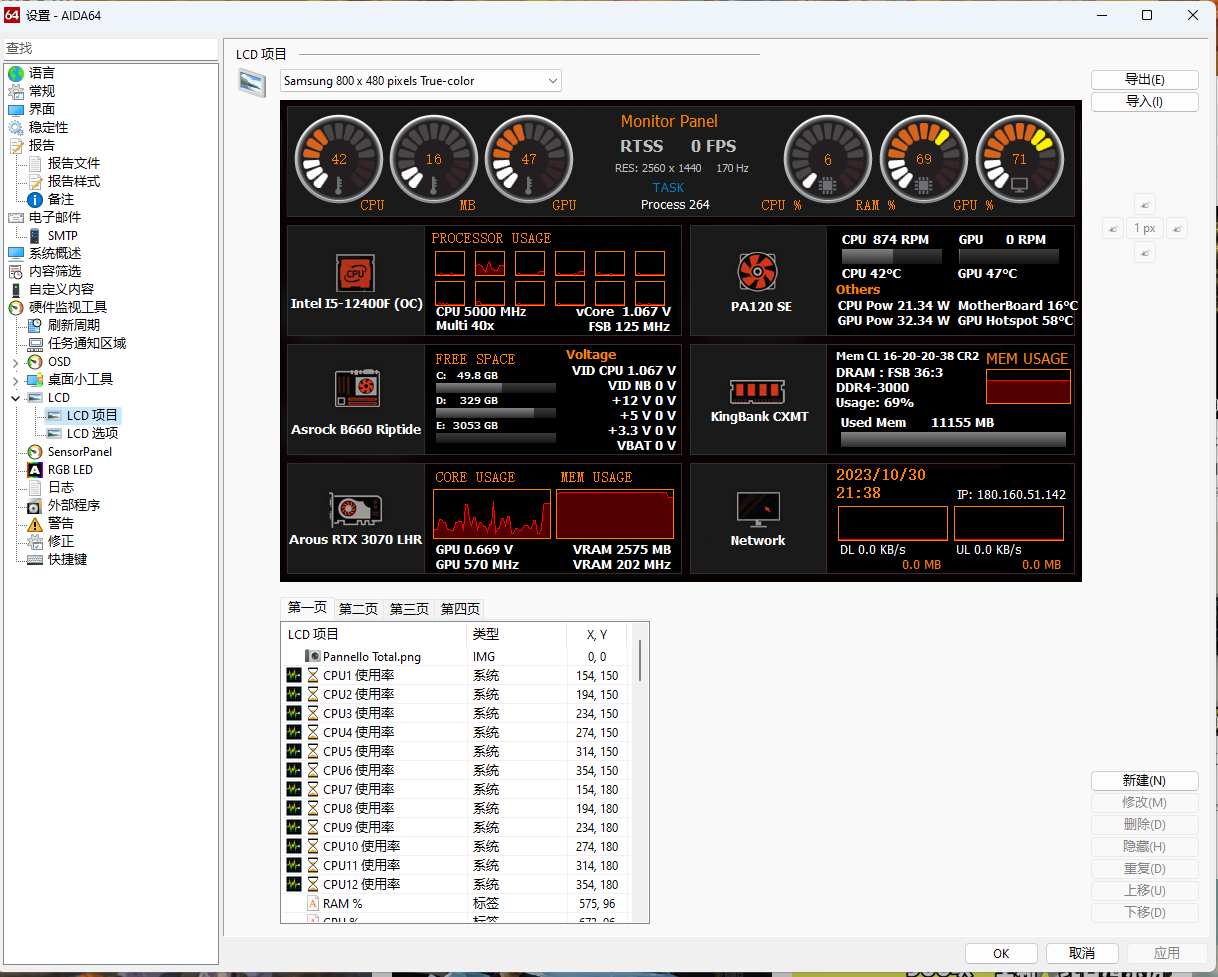 64 设置 - AIDA64
查找
语言
常规
界面
稳定性
报告
报告文件
报告样式
备注
电子邮件
SMTP
系统概述
内容筛选
自定义内容
硬件监视工具
刷新周期
任务通知区域
OSD
桌面小工具
LCD
LCD 项目
LCD 选项
SensorPanel
RGB LED
日志
外部程序
警告
修正
快捷键
LCD 项目
Samsung 800 x 480 pixels True-color
导出(E)
导入(I)
1 px
42
CPU
16
MB
47
GPU
Monitor Panel
RTSS 0 FPS
RES: 2560 x 1440 170 Hz
TASK
Process 264
6
CPU %
69
RAM %
71
GPU %
CPU
Intel I5-12400F (OC)
PROCESSOR USAGE
CPU 5000 MHz vCore 1.067 V
Multi 40x FSB 125 MHz
PA120 SE
CPU 874 RPM GPU 0 RPM
CPU 42°C GPU 47°C
Others
CPU Pow 21.34 W MotherBoard 16°C
GPU Pow 32.34 W GPU Hotspot 58°C
Asrock B660 Riptide
FREE SPACE
C: 49.8 GB
D: 329 GB
E: 3053 GB
Voltage
VID CPU 1.067 V
VID NB 0 V
+12 V 0 V
+5 V 0 V
+3.3 V 0 V
VBAT 0 V
KingBank CXMT
Mem CL 16-20-20-38 CR2
DRAM : FSB 36:3
DDR4-3000
Usage: 69%
MEM USAGE
Used Mem 11155 MB
Arous RTX 3070 LHR
CORE USAGE MEM USAGE
GPU 0.669 V VRAM 2575 MB
GPU 570 MHz VRAM 202 MHz
Network
2023/10/30
21:38
IP: 180.160.51.142
DL 0.0 KB/s UL 0.0 KB/s
0.0 MB 0.0 MB
第一页 第二页 第三页 第四页
LCD 项目 类型 X, Y
Pannello Total.png IMG 0, 0
CPU1 使用率 系统 154, 150
CPU2 使用率 系统 194, 150
CPU3 使用率 系统 234, 150
CPU4 使用率 系统 274, 150
CPU5 使用率 系统 314, 150
CPU6 使用率 系统 354, 150
CPU7 使用率 系统 154, 180
CPU8 使用率 系统 194, 180
CPU9 使用率 系统 234, 180
CPU10 使用率 系统 274, 180
CPU11 使用率 系统 314, 180
CPU12 使用率 系统 354, 180
RAM % 标签 575, 96
新建(N)
修改(M)
删除(D)
隐藏(H)
重复(D)
上移(U)
下移(D)
OK 取消 应用